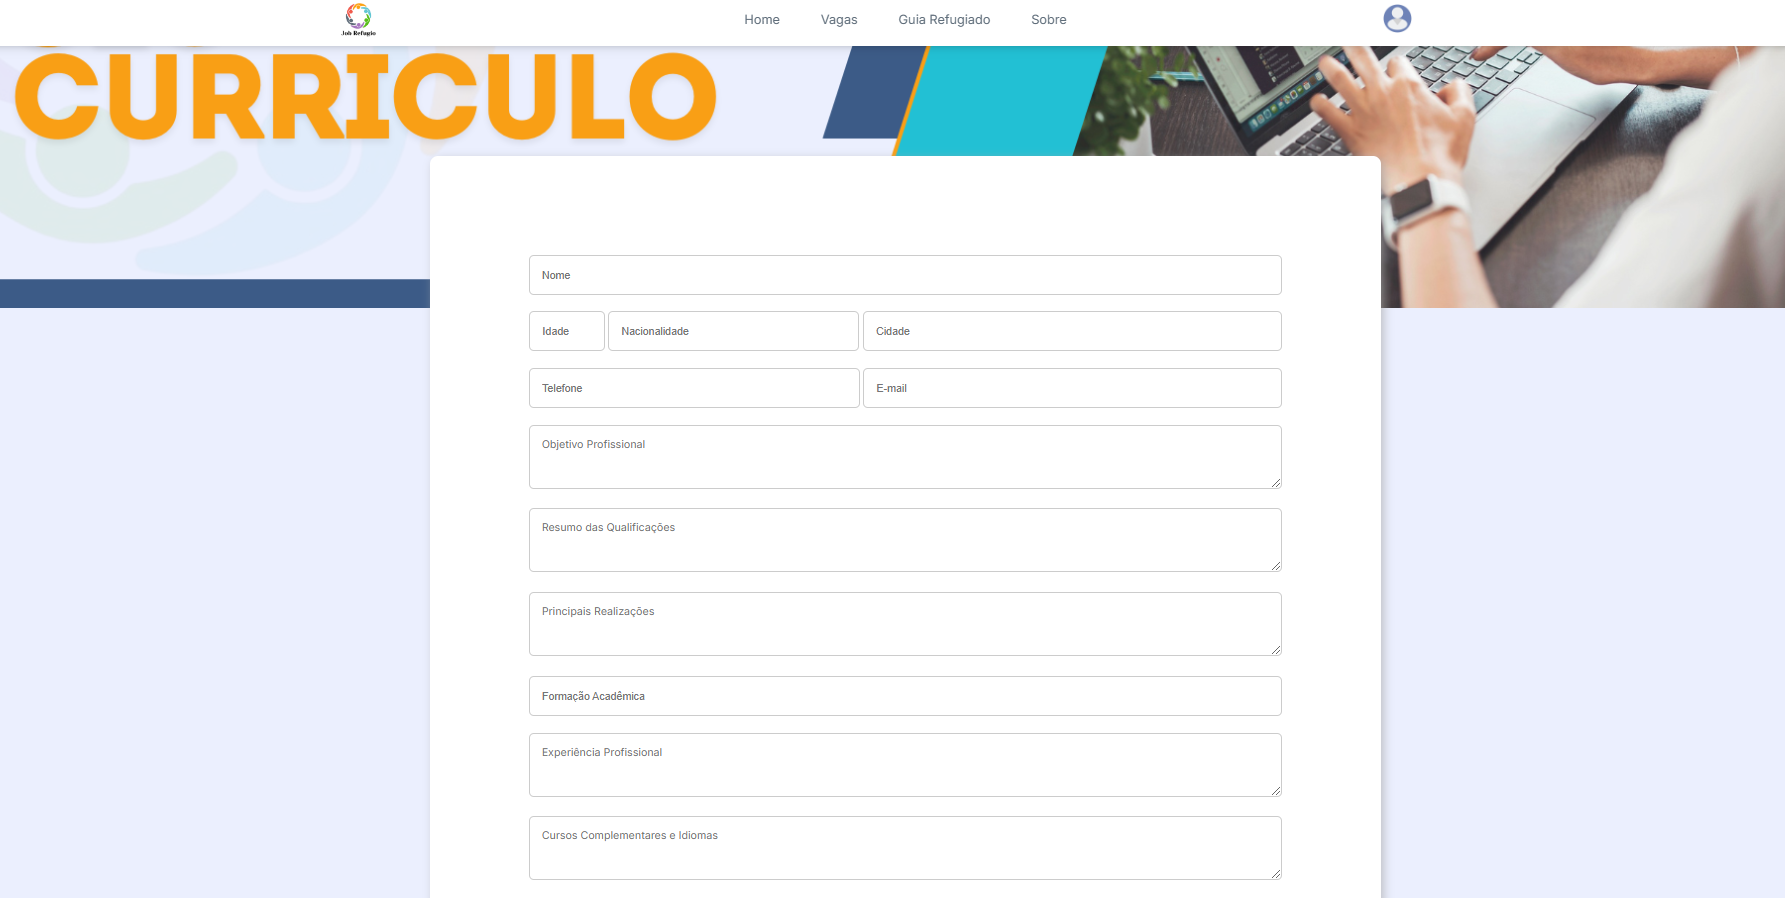 Job Refugio
Home Vagas Guia Refugiado Sobre
CURRICULO
Nome
Idade Nacionalidade Cidade
Telefone E-mail
Objetivo Profissional
Resumo das Qualificações
Principais Realizações
Formação Acadêmica
Experiência Profissional
Cursos Complementares e Idiomas